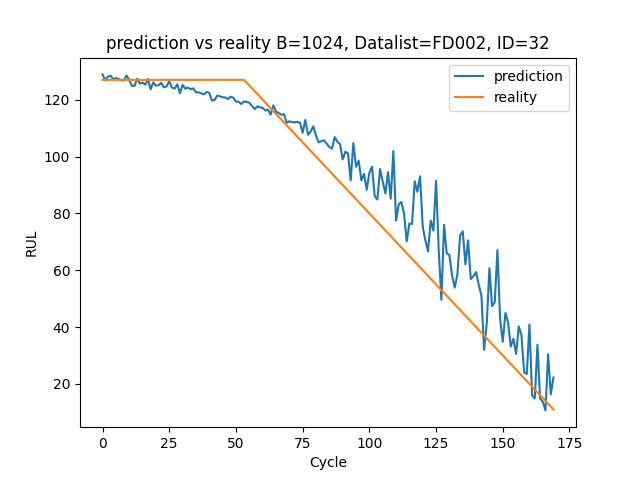 prediction vs reality B=1024, Datalist=FD002, ID=32
prediction
reality
RUL
120
100
80
60
40
20
0 25 50 75 100 125 150 175
Cycle